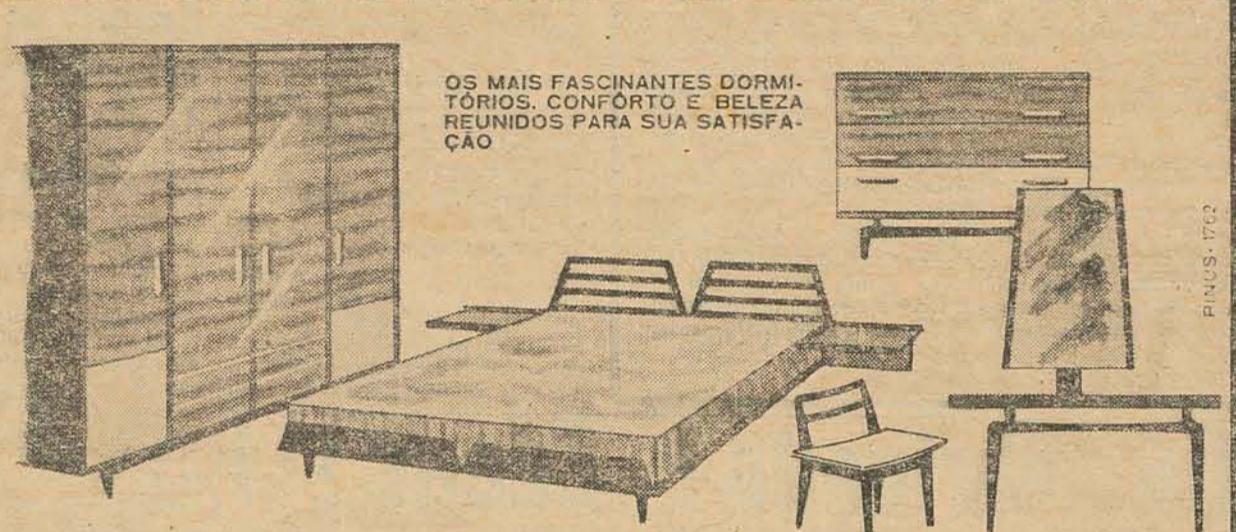 OS MAIS FASCINANTES DORMI-
TÓRIOS. CONFÔRTO E BELEZA
REUNIDOS PARA SUA SATISFA-
ÇÃO
PINUS - 1762